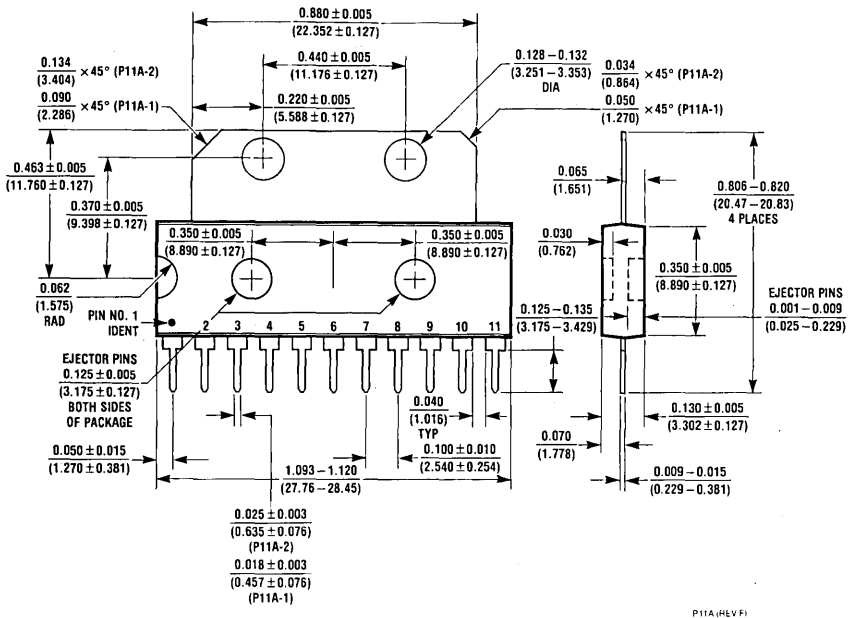 0.880 ± 0.005
(22.352 ± 0.127)
0.134
(3.404)
×45° (P11A-2)
0.440 ± 0.005
(11.176 ± 0.127)
0.128 – 0.132
(3.251 – 3.353)
DIA
0.034
(0.864)
×45° (P11A-2)
0.090
(2.286)
×45° (P11A-1)
0.220 ± 0.005
(5.588 ± 0.127)
0.050
(1.270)
×45° (P11A-1)
0.463 ± 0.005
(11.760 ± 0.127)
0.370 ± 0.005
(9.398 ± 0.127)
0.065
(1.651)
0.806 – 0.820
(20.47 – 20.83)
4 PLACES
0.350 ± 0.005
(8.890 ± 0.127)
0.350 ± 0.005
(8.890 ± 0.127)
0.030
(0.762)
0.350 ± 0.005
(8.890 ± 0.127)
0.062
(1.575)
RAD
PIN NO. 1
IDENT
2 3 4 5 6 7 8 9 10 11
0.125 – 0.135
(3.175 – 3.429)
EJECTOR PINS
0.001 – 0.009
(0.025 – 0.229)
EJECTOR PINS
0.125 ± 0.005
(3.175 ± 0.127)
BOTH SIDES
OF PACKAGE
0.040
(1.016)
TYP
0.130 ± 0.005
(3.302 ± 0.127)
0.050 ± 0.015
(1.270 ± 0.381)
1.093 – 1.120
(27.76 – 28.45)
0.100 ± 0.010
(2.540 ± 0.254)
0.070
(1.778)
0.009 – 0.015
(0.229 – 0.381)
0.025 ± 0.003
(0.635 ± 0.076)
(P11A-2)
0.018 ± 0.003
(0.457 ± 0.076)
(P11A-1)
P11A (REV F)